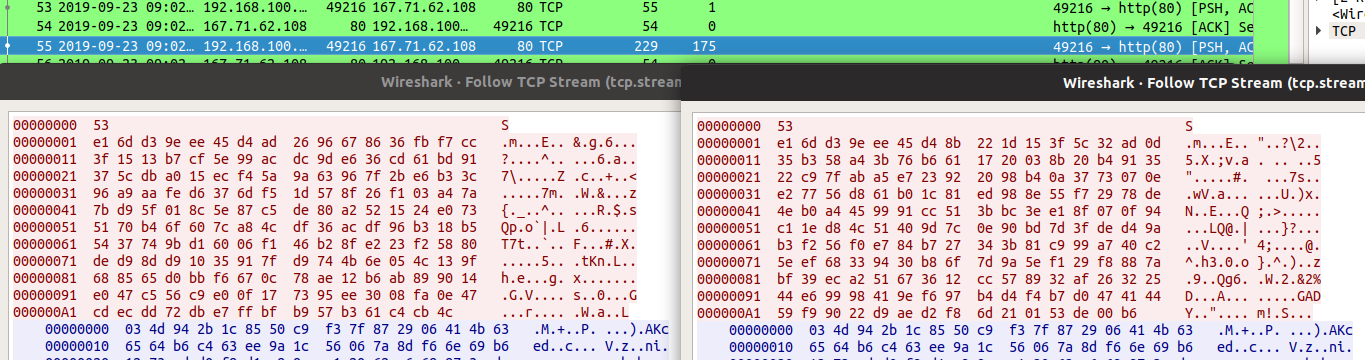 53 2019-09-23 09:02… 192.168.100.… 49216 167.71.62.108 80 TCP 55 1 49216 → http(80) [PSH, AC
54 2019-09-23 09:02… 167.71.62.108 80 192.168.100.… 49216 TCP 54 0 http(80) → 49216 [ACK] Se
55 2019-09-23 09:02… 192.168.100.… 49216 167.71.62.108 80 TCP 229 175 49216 → http(80) [PSH, AC
<Wir
TCP
Wireshark · Follow TCP Stream (tcp.stream
00000000 53 S
00000001 e1 6d d3 9e ee 45 d4 ad 26 96 67 86 36 fb f7 cc .m...E.. &.g.6...
00000011 3f 15 13 b7 cf 5e 99 ac dc 9d e6 36 cd 61 bd 91 ?....^.. ...6.a..
00000021 37 5c db a0 15 ec f4 5a 9a 63 96 7f 2b e6 b3 3c 7\.....Z .c..+..<
00000031 96 a9 aa fe d6 37 6d f5 1d 57 8f 26 f1 03 a4 7a .....7m. .W.&...z
00000041 7b d9 5f 01 8c 5e 87 c5 de 80 a2 52 15 24 e0 73 {._..^.. ...R.$.s
00000051 51 70 b4 6f 60 7c a8 4c df 36 ac df 96 b3 18 b5 Qp.o`|.L .6......
00000061 54 37 74 9b d1 60 06 f1 46 b2 8f e2 23 f2 58 80 T7t..`.. F...#.X.
00000071 ed d9 8d d9 10 35 91 7f d9 74 4b 6e 05 4c 13 9f .....5.. .tKn.L..
00000081 68 85 65 d0 bb f6 67 0c 78 ae 12 b6 ab 89 90 14 h.e...g. x.......
00000091 e0 47 c5 56 c9 e0 0f 17 73 95 ee 30 08 fa 0e 47 .G.V.... s..0...G
000000A1 cd ec dd 72 db e7 ff bf b9 57 b3 61 c4 cb 4c ...r.... .W.a..L
00000000 03 4d 94 2b 1c 85 50 c9 f3 7f 87 29 06 41 4b 63 .M.+..P. ...).AKc
00000010 65 64 b6 c4 63 ee 9a 1c 56 06 7a 8d f6 6e 69 b7 ed..c... V.z..ni.
Wireshark · Follow TCP Stream (tcp.stream
00000000 53 S
00000001 e1 6d d3 9e ee 45 d4 8b 22 1d 15 3f 5c 32 ad 0d .m...E.. "..?\2..
00000011 35 b3 58 a4 3b 76 b6 61 17 20 03 8b 20 b4 91 35 5.X.;v.a . .. ..5
00000021 22 c9 7f ab a5 e7 23 92 20 98 b4 0a 37 73 07 0e ".....#. ...7s..
00000031 e2 77 56 d8 61 b0 1c 81 ed 98 8e 55 f7 29 78 de .wV.a... ...U.)x.
00000041 4e b0 a4 45 99 91 cc 51 3b bc 3e e1 8f 07 0f 94 N..E...Q ;.>.....
00000051 c1 1e d8 4c 51 40 9d 7c 0e 90 bd 7d 3f de d4 9a ...LQ@.| ...}?...
00000061 b3 f2 56 f0 e7 84 b7 27 34 3b 81 c9 99 a7 40 c2 ..V....' 4;....@.
00000071 5e ef 68 33 94 30 b8 6f 7d 9a 5e f1 29 f8 88 7a ^.h3.0.o }.^.)..z
00000081 bf 39 ec a2 51 67 36 12 cc 57 89 32 af 26 32 25 .9..Qg6. .W.2.&2%
00000091 44 e6 99 98 41 9e f6 97 b4 d4 f4 b7 d0 47 41 44 D...A... .....GAD
000000A1 59 f9 90 22 d9 ae d2 f8 6d 21 01 53 de 00 b6 Y..".... m!.S...
00000000 03 4d 94 2b 1c 85 50 c9 f3 7f 87 29 06 41 4b 63 .M.+..P. ...).AKc
00000010 65 64 b6 c4 63 ee 9a 1c 56 06 7a 8d f6 6e 69 b7 ed..c... V.z..ni.